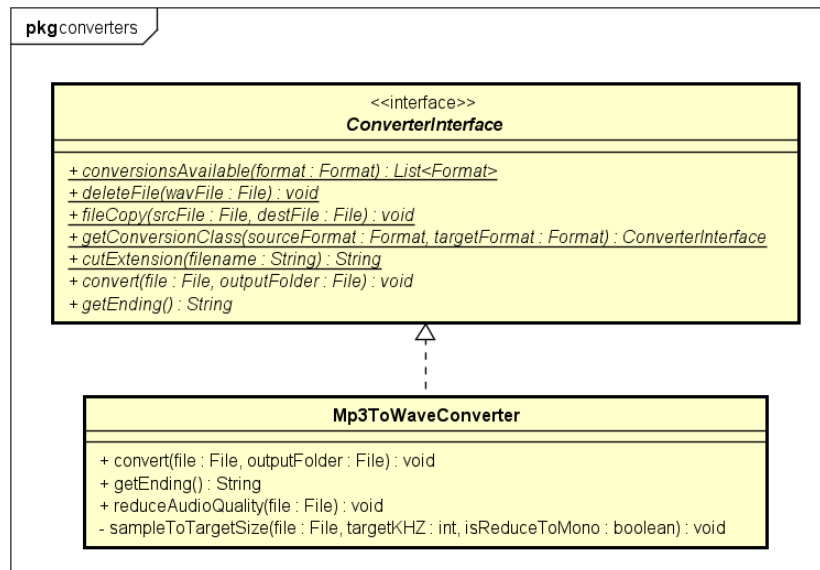 pkg converters
<<interface>>
ConverterInterface
+ conversionsAvailable(format : Format) : List<Format>
+ deleteFile(wavFile : File) : void
+ fileCopy(srcFile : File, destFile : File) : void
+ getConversionClass(sourceFormat : Format, targetFormat : Format) : ConverterInterface
+ cutExtension(filename : String) : String
+ convert(file : File, outputFolder : File) : void
+ getEnding() : String
Mp3ToWaveConverter
+ convert(file : File, outputFolder : File) : void
+ getEnding() : String
+ reduceAudioQuality(file : File) : void
- sampleToTargetSize(file : File, targetKHZ : int, isReduceToMono : boolean) : void